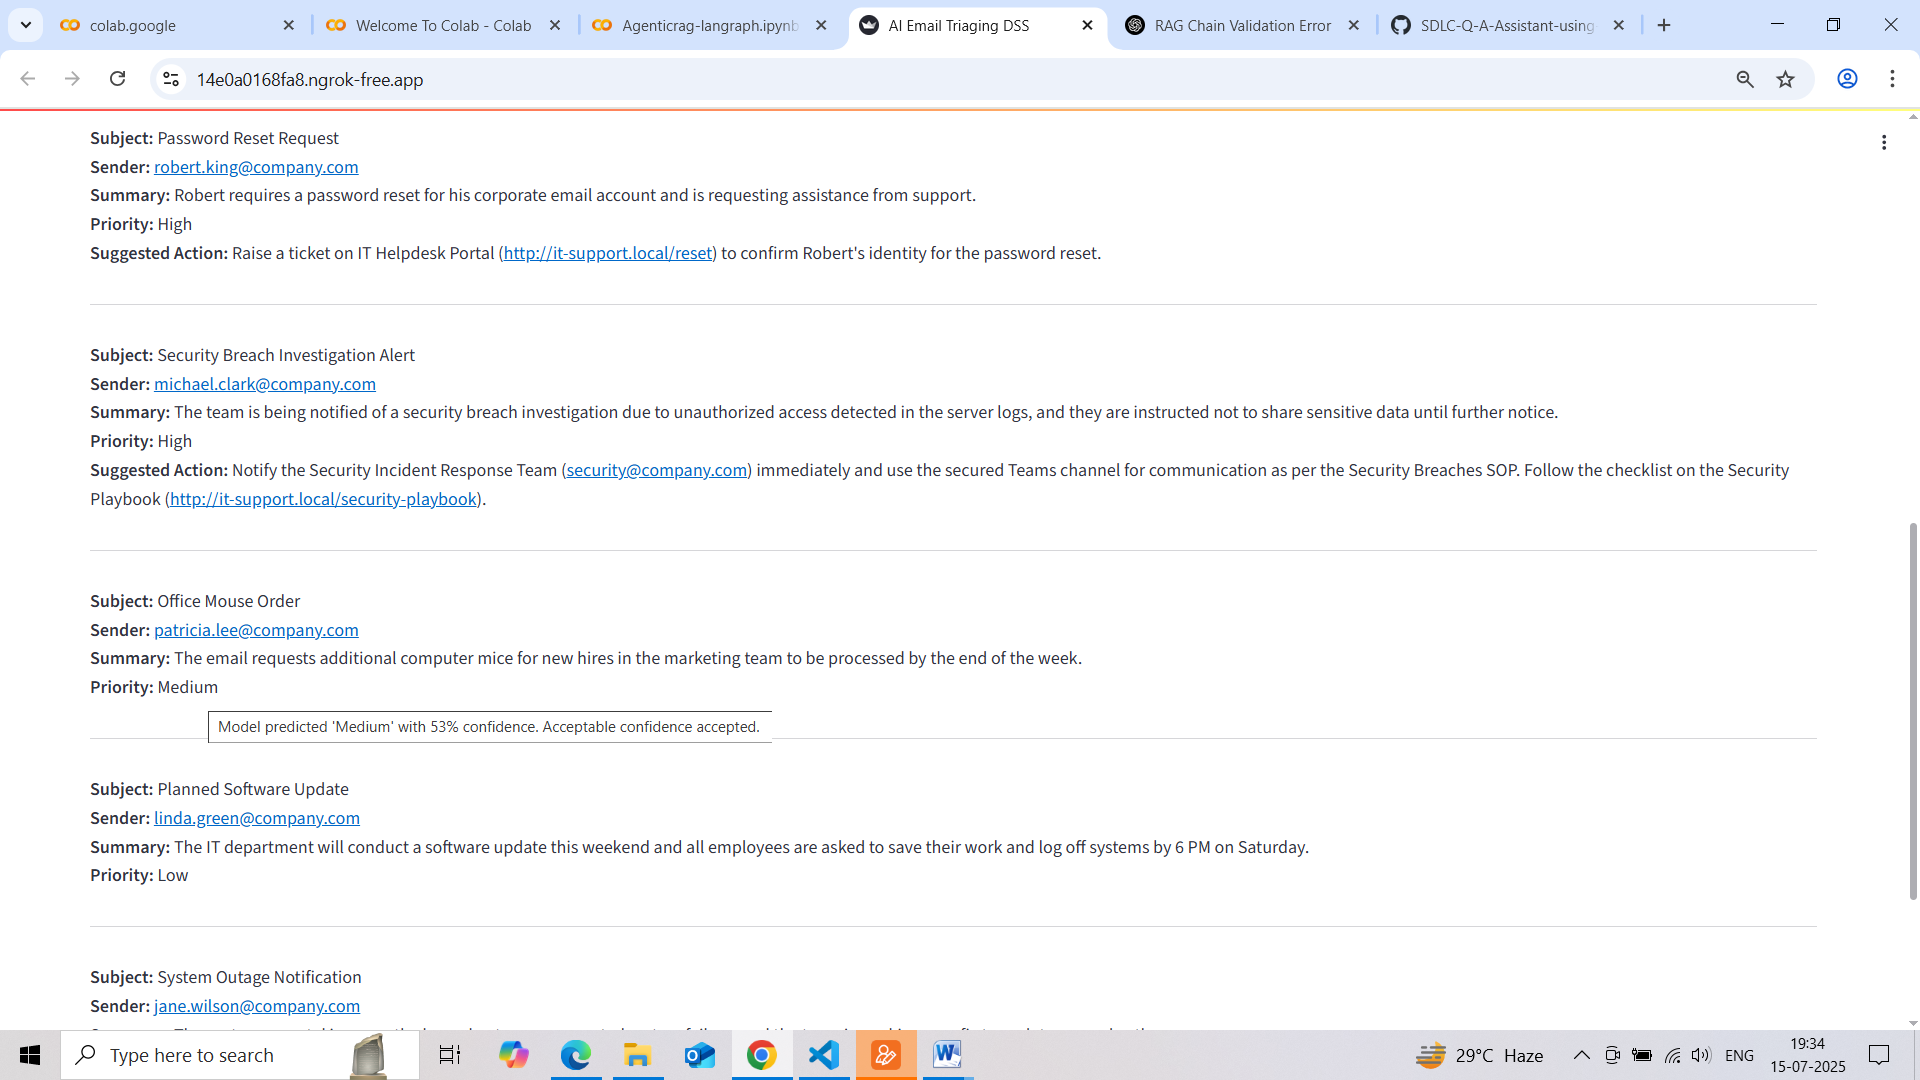 colab.google
Welcome To Colab - Colab
Agenticrag-langraph.ipynb
AI Email Triaging DSS
RAG Chain Validation Error
SDLC-Q-A-Assistant-using
14e0a0168fa8.ngrok-free.app
Subject: Password Reset Request
Sender: robert.king@company.com
Summary: Robert requires a password reset for his corporate email account and is requesting assistance from support.
Priority: High
Suggested Action: Raise a ticket on IT Helpdesk Portal (http://it-support.local/reset) to confirm Robert's identity for the password reset.
Subject: Security Breach Investigation Alert
Sender: michael.clark@company.com
Summary: The team is being notified of a security breach investigation due to unauthorized access detected in the server logs, and they are instructed not to share sensitive data until further notice.
Priority: High
Suggested Action: Notify the Security Incident Response Team (security@company.com) immediately and use the secured Teams channel for communication as per the Security Breaches SOP. Follow the checklist on the Security
Playbook (http://it-support.local/security-playbook).
Subject: Office Mouse Order
Sender: patricia.lee@company.com
Summary: The email requests additional computer mice for new hires in the marketing team to be processed by the end of the week.
Priority: Medium
Model predicted 'Medium' with 53% confidence. Acceptable confidence accepted.
Subject: Planned Software Update
Sender: linda.green@company.com
Summary: The IT department will conduct a software update this weekend and all employees are asked to save their work and log off systems by 6 PM on Saturday.
Priority: Low
Subject: System Outage Notification
Sender: jane.wilson@company.com
Type here to search
29°C Haze
ENG
19:34
15-07-2025